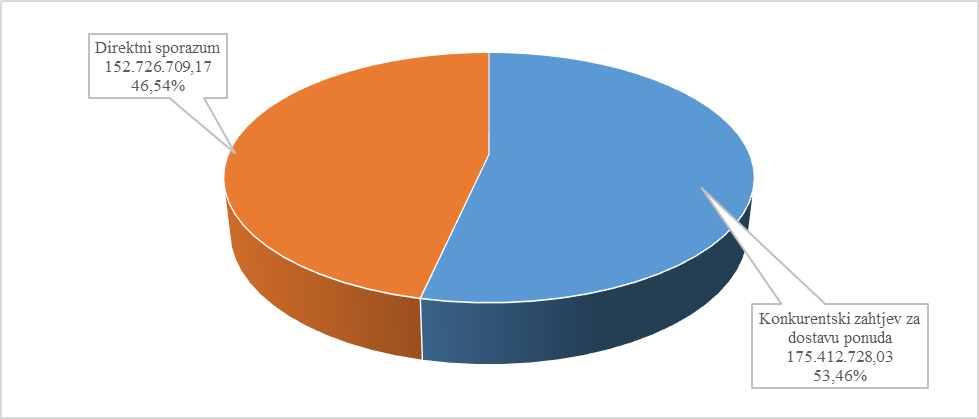 Direktni sporazum
152.726.709,17
46,54%
Konkurentski zahtjev za
dostavu ponuda
175.412.728,03
53,46%